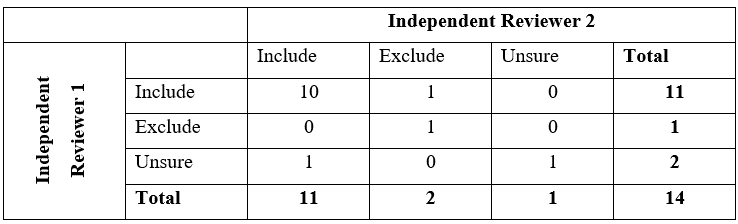 Independent Reviewer 2
Include Exclude Unsure Total
Independent
Reviewer 1
Include 10 1 0 11
Exclude 0 1 0 1
Unsure 1 0 1 2
Total 11 2 1 14